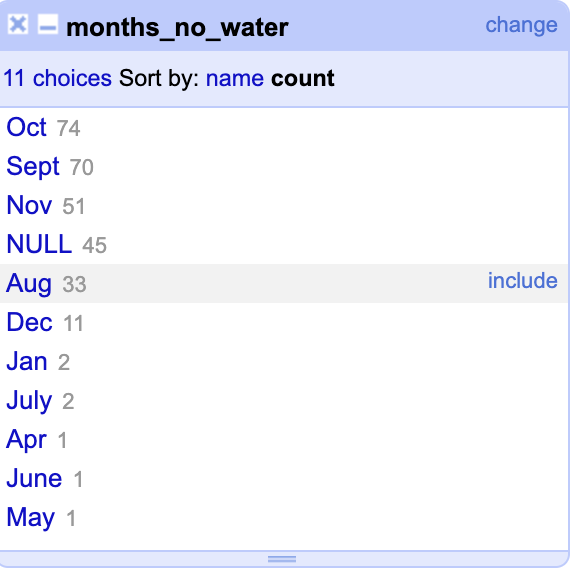 months_no_water change
11 choices Sort by: name count
Oct 74
Sept 70
Nov 51
NULL 45
Aug 33 include
Dec 11
Jan 2
July 2
Apr 1
June 1
May 1